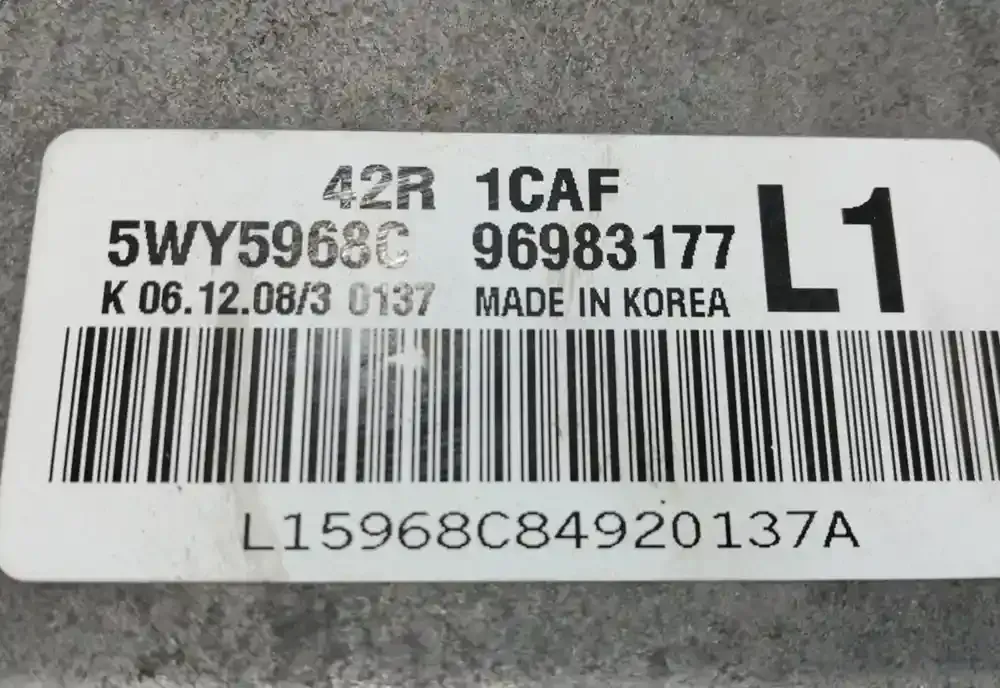 42R 1CAF
5WY5968C 96983177 L1
K 06.12.08/3 0137 MADE IN KOREA
L15968C84920137A